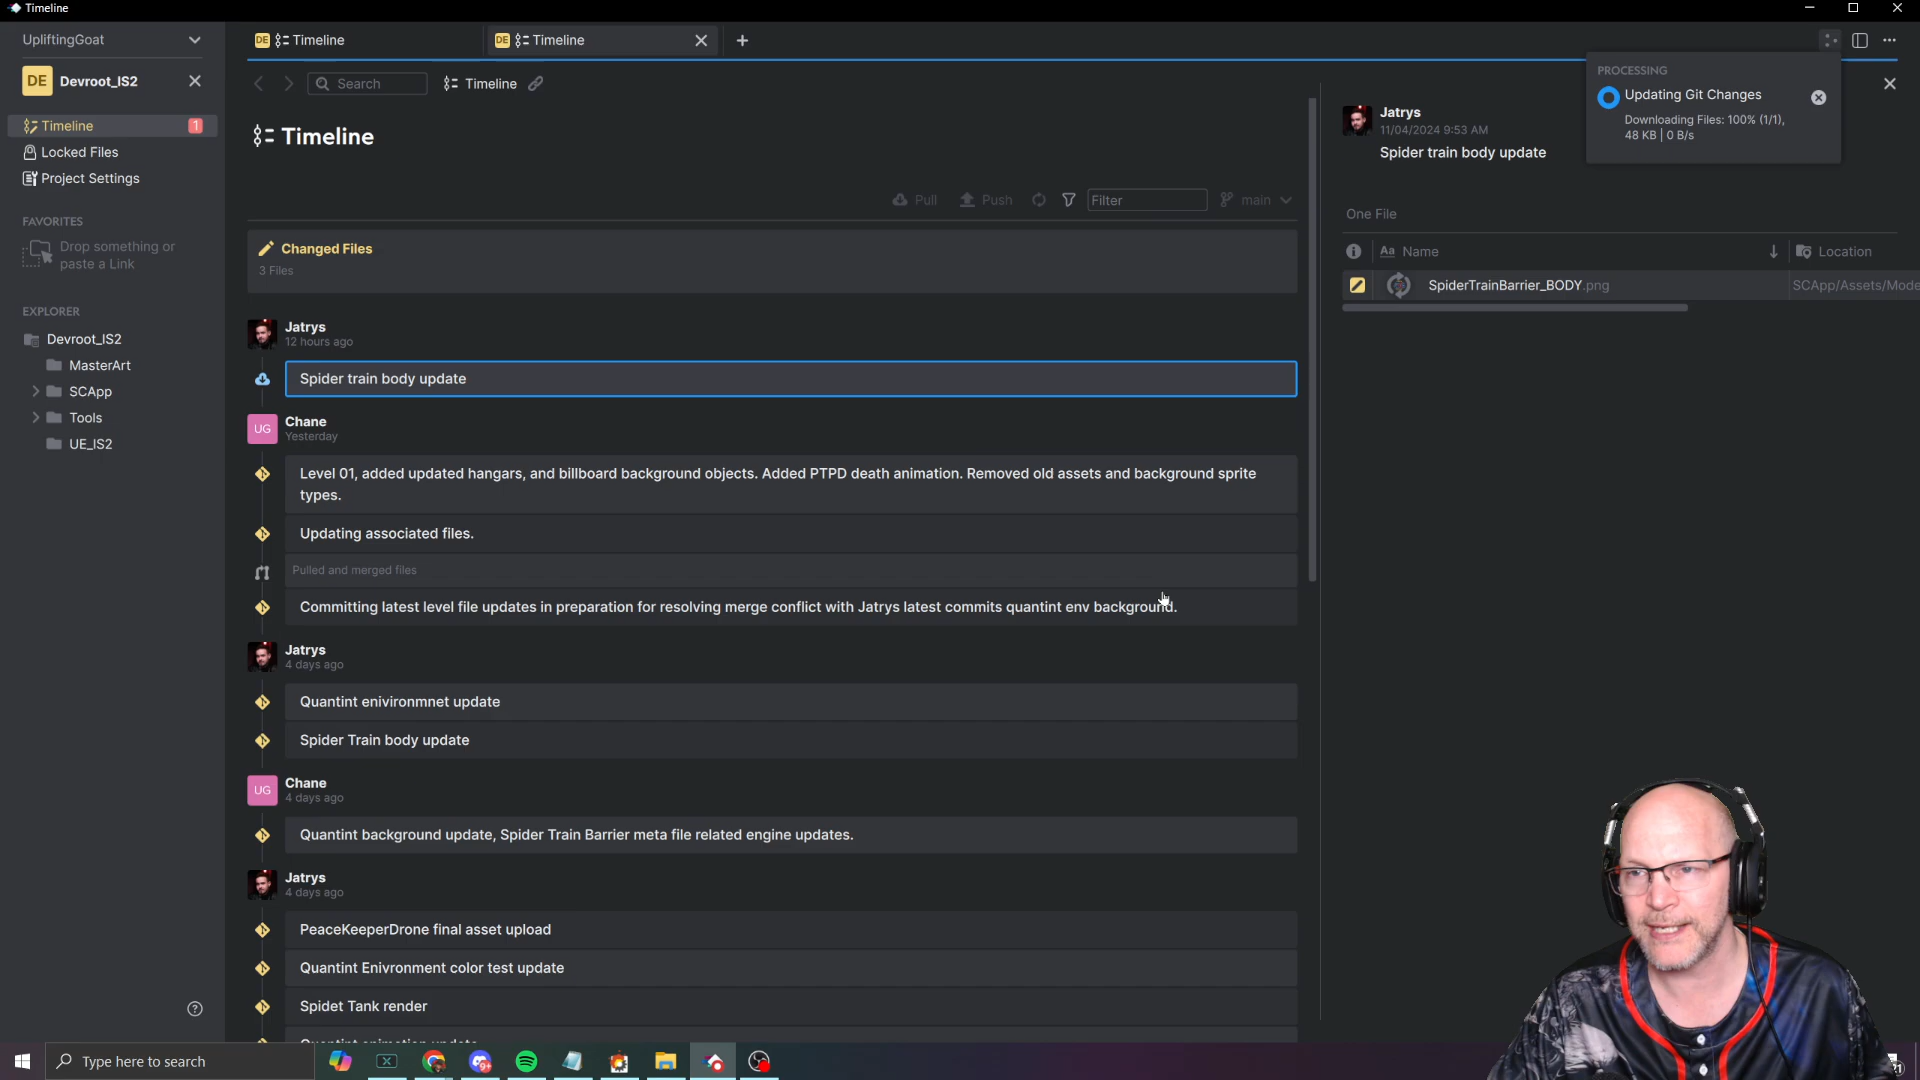 Timeline
UpliftingGoat
DE Devroot_IS2
Timeline 1
Locked Files
Project Settings
FAVORITES
Drop something or
paste a Link
EXPLORER
Devroot_IS2
MasterArt
SCApp
Tools
UE_IS2
DE Timeline
DE Timeline
Search
Timeline
Timeline
Pull
Push
Filter
main
Changed Files
3 Files
Jatrys
12 hours ago
Spider train body update
UG Chane
Yesterday
Level 01, added updated hangars, and billboard background objects. Added PTPD death animation. Removed old assets and background sprite
types.
Updating associated files.
Pulled and merged files
Committing latest level file updates in preparation for resolving merge conflict with Jatrys latest commits quantint env background.
Jatrys
4 days ago
Quantint enivironmnet update
Spider Train body update
UG Chane
4 days ago
Quantint background update, Spider Train Barrier meta file related engine updates.
Jatrys
4 days ago
PeaceKeeperDrone final asset upload
Quantint Enivronment color test update
Spidet Tank render
Quantint animation update
Jatrys
11/04/2024 9:53 AM
Spider train body update
PROCESSING
Updating Git Changes
Downloading Files: 100% (1/1),
48 KB | 0 B/s
One File
Aa Name
Location
SpiderTrainBarrier_BODY.png
SCApp/Assets/Mode
Type here to search